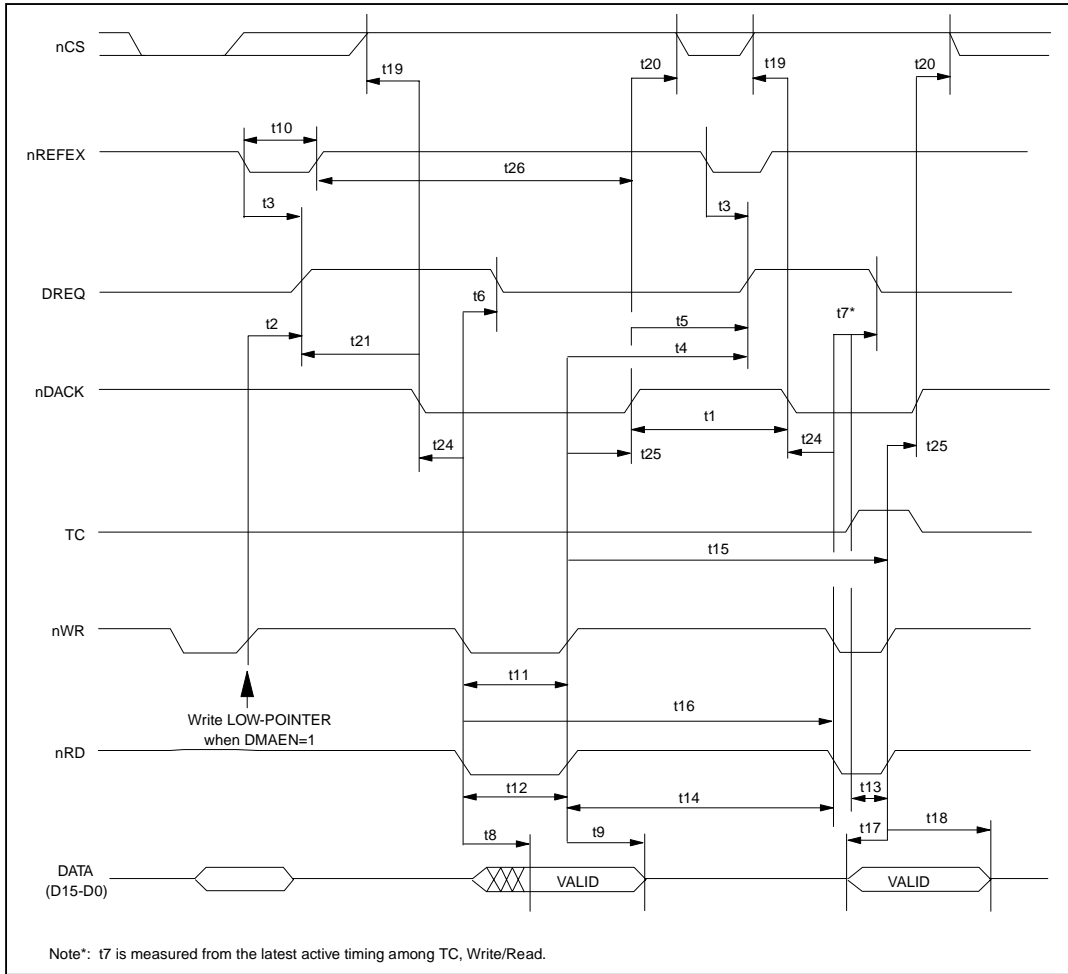 nCS
t19
t20
t19
t20
t10
nREFEX
t26
t3
t3
DREQ
t6
t7*
t5
t2
t21
t4
nDACK
t1
t24
t25
t24
t25
TC
t15
nWR
t11
Write LOW-POINTER
when DMAEN=1
t16
nRD
t12
t14
t13
t8
t9
t17
t18
DATA
(D15-D0)
VALID
VALID
Note*: t7 is measured from the latest active timing among TC, Write/Read.